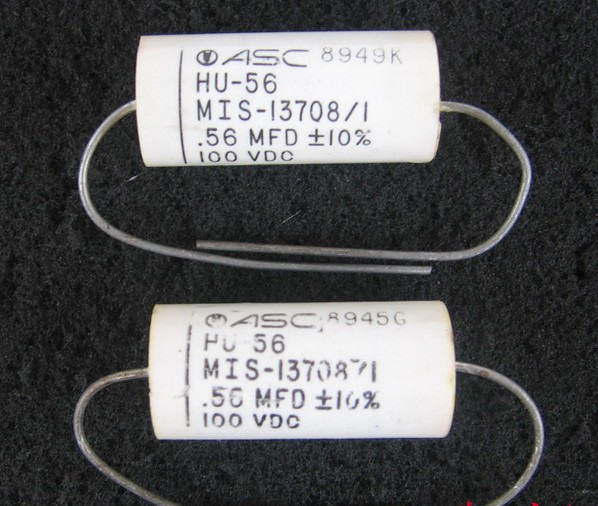 ASC 8949K
HU-56
MIS-13708/1
.56 MFD ±10%
100 VDC
ASC 8945G
HU-56
MIS-13708/1
.56 MFD ±10%
100 VDC